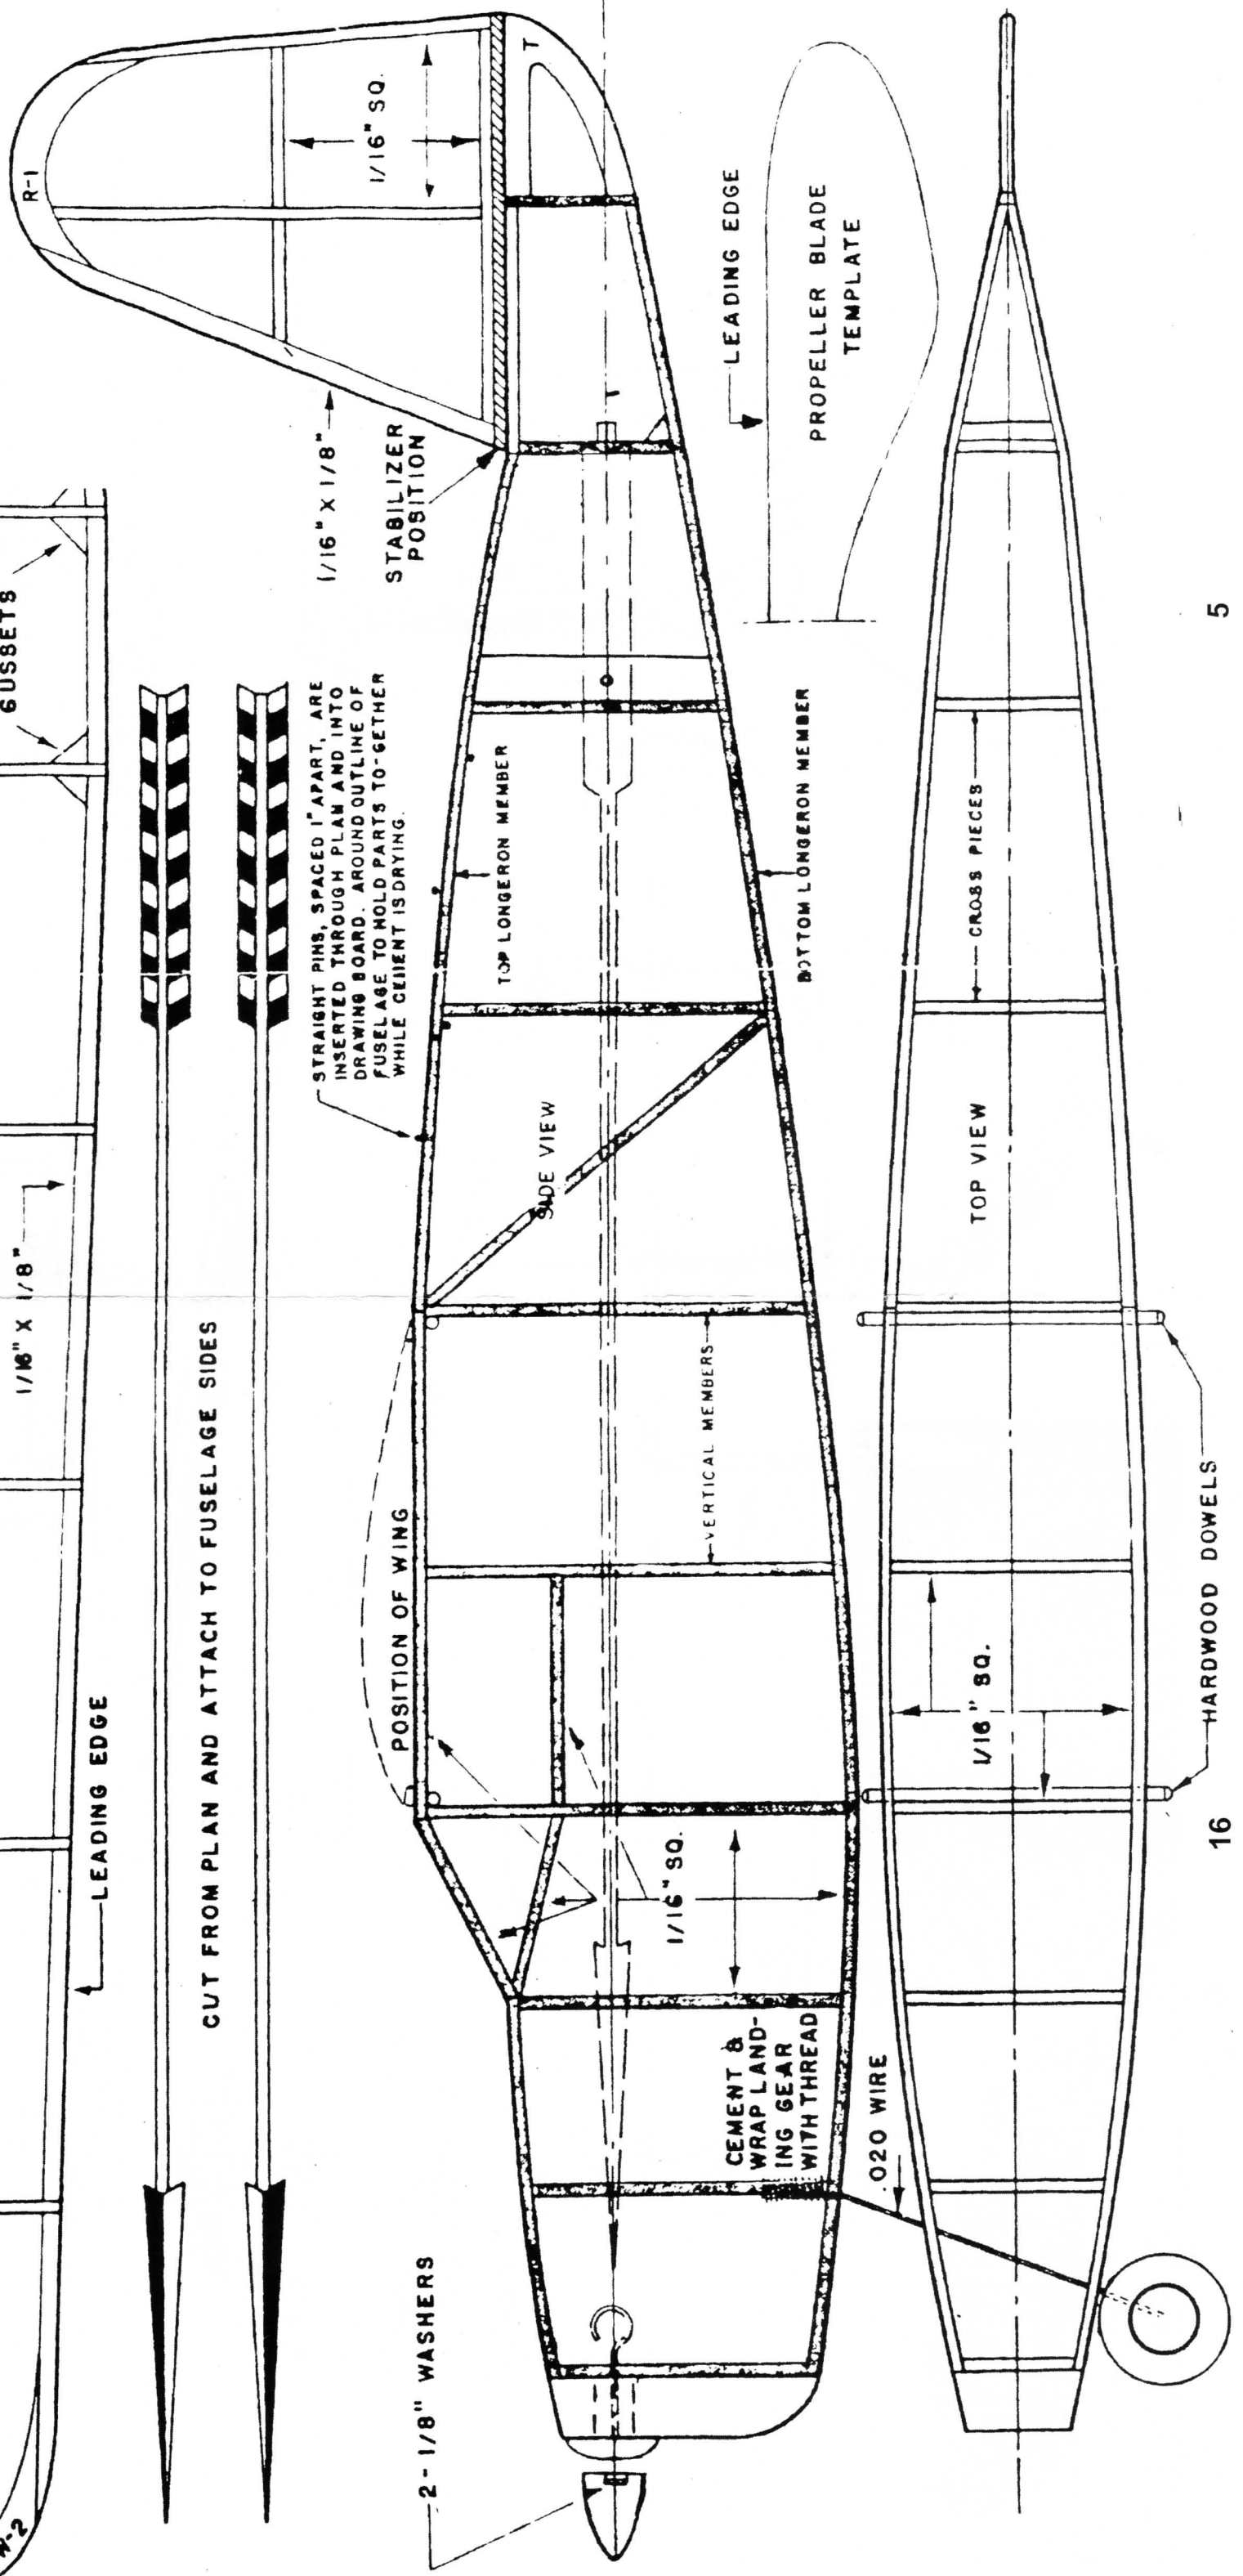 GUSSETS
1/16" X 1/8"
LEADING EDGE
W-2
CUT FROM PLAN AND ATTACH TO FUSELAGE SIDES
R-1
1/16" SQ.
T
1/16" X 1/8"
STABILIZER
POSITION
STRAIGHT PINS, SPACED 1" APART, ARE
INSERTED THROUGH PLAN AND INTO
DRAWING BOARD. AROUND OUTLINE OF
FUSELAGE TO HOLD PARTS TO-GETHER
WHILE CEMENT IS DRYING.
TOP LONGERON MEMBER
BOTTOM LONGERON MEMBER
SIDE VIEW
POSITION OF WING
VERTICAL MEMBERS
1/16" SQ.
CEMENT &
WRAP LAND-
ING GEAR
WITH THREAD
.020 WIRE
2-1/8" WASHERS
LEADING EDGE
PROPELLER BLADE
TEMPLATE
CROSS PIECES
TOP VIEW
1/16" SQ.
HARDWOOD DOWELS
16
5